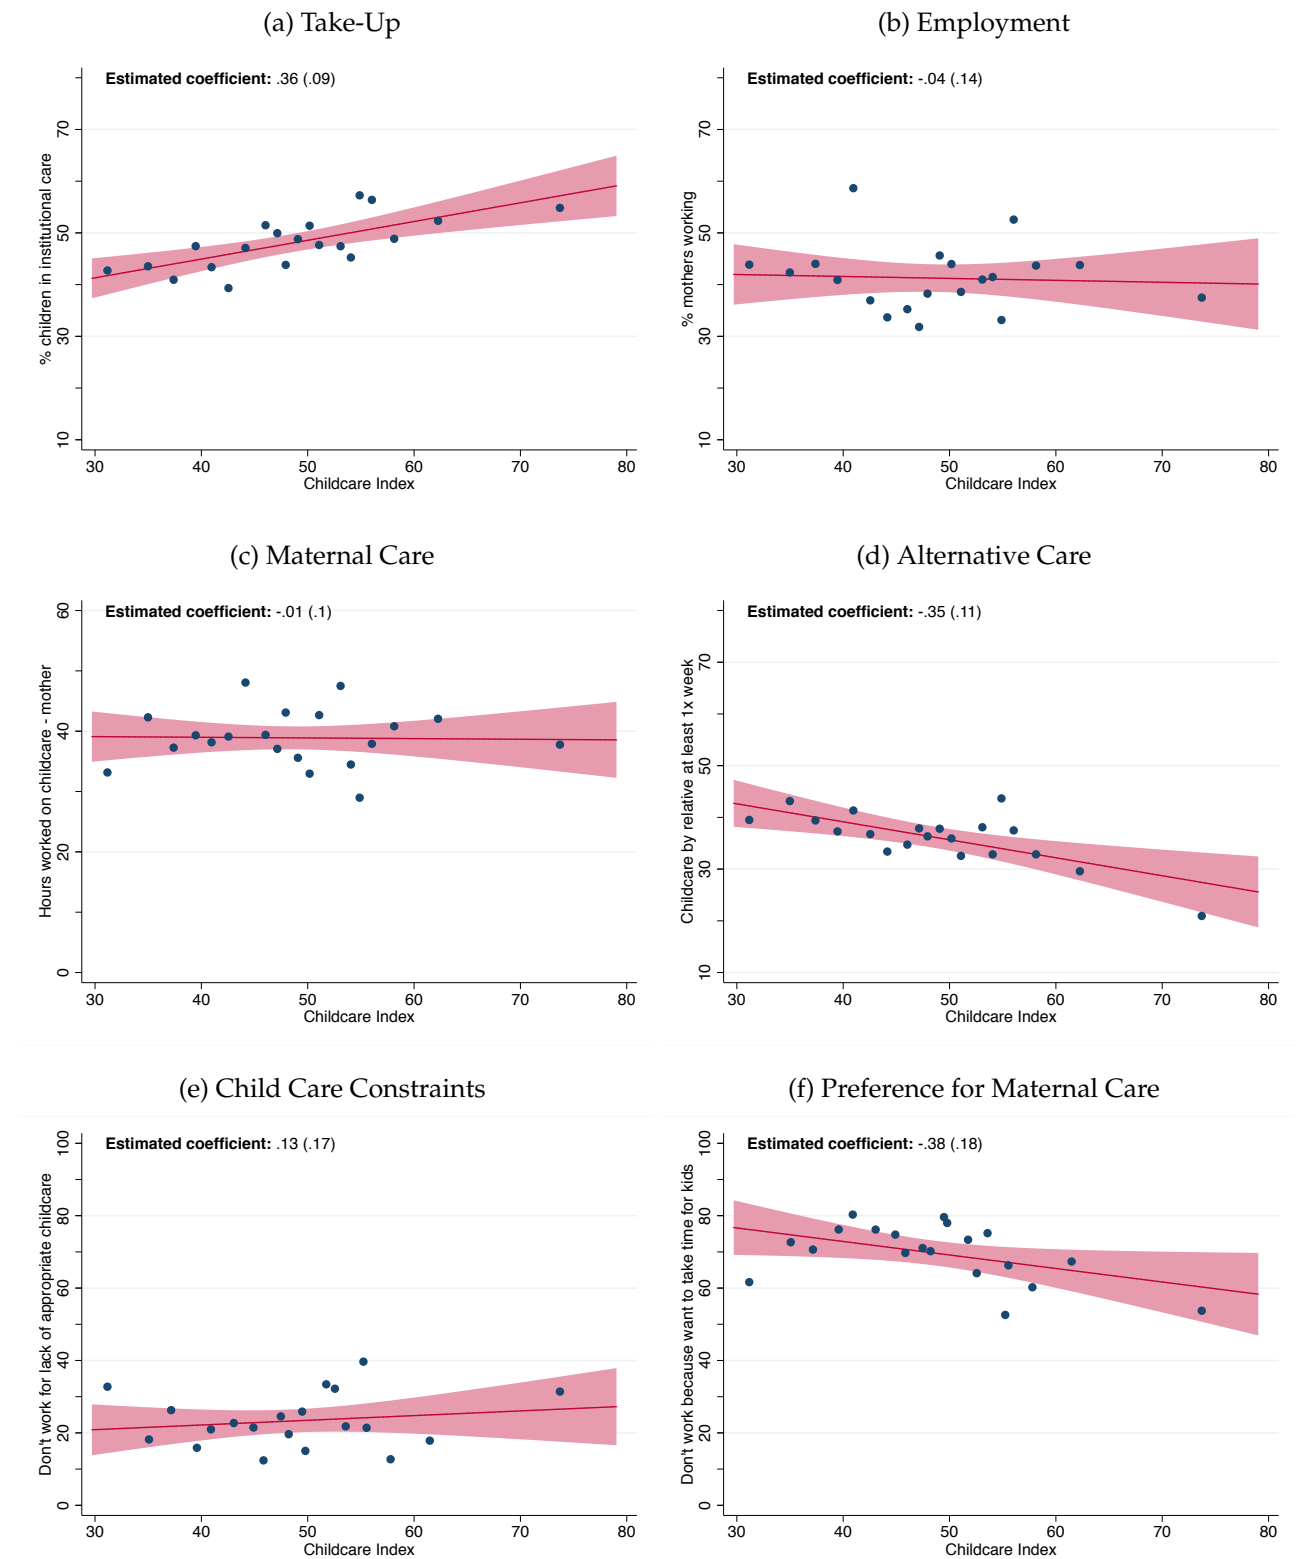 (a) Take-Up
Estimated coefficient: .36 (.09)
% children in institutional care
70
50
30
10
30 40 50 60 70 80
Childcare Index
(b) Employment
Estimated coefficient: -.04 (.14)
% mothers working
70
50
30
10
30 40 50 60 70 80
Childcare Index
(c) Maternal Care
Estimated coefficient: -.01 (.1)
Hours worked on childcare - mother
60
40
20
0
30 40 50 60 70 80
Childcare Index
(d) Alternative Care
Estimated coefficient: -.35 (.11)
Childcare by relative at least 1x week
70
50
30
10
30 40 50 60 70 80
Childcare Index
(e) Child Care Constraints
Estimated coefficient: .13 (.17)
Don't work for lack of appropriate childcare
100
80
60
40
20
0
30 40 50 60 70 80
Childcare Index
(f) Preference for Maternal Care
Estimated coefficient: -.38 (.18)
Don't work because want to take time for kids
100
80
60
40
20
0
30 40 50 60 70 80
Childcare Index